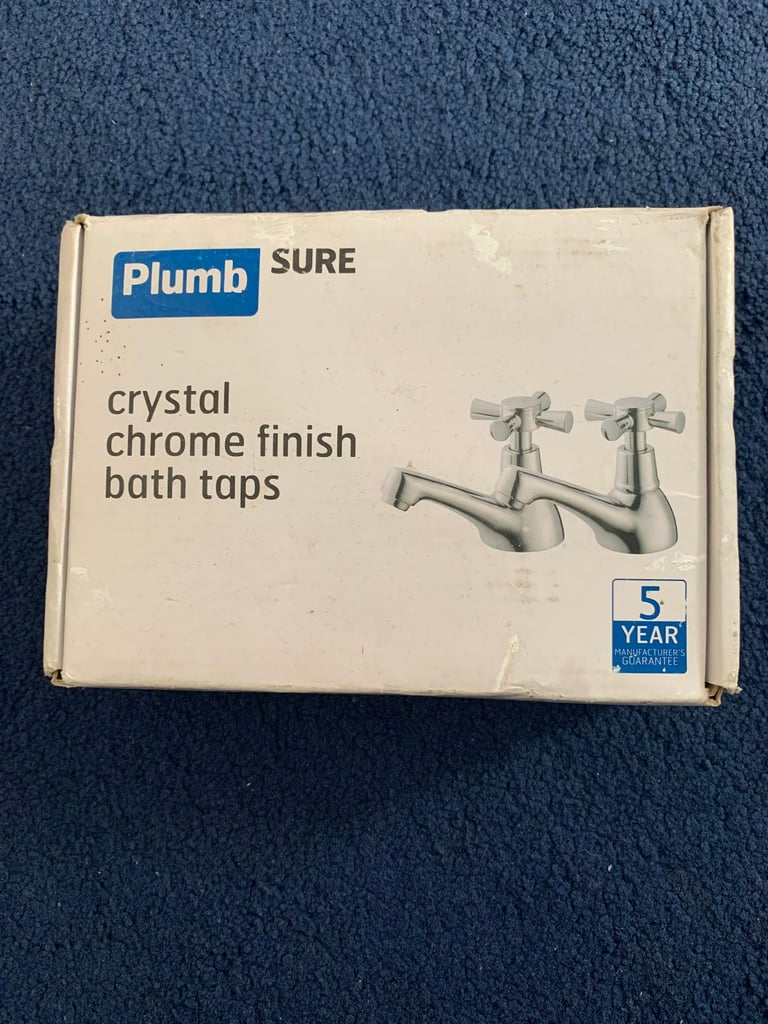 Plumb SURE
crystal
chrome finish
bath taps
5
YEAR
MANUFACTURER'S
GUARANTEE